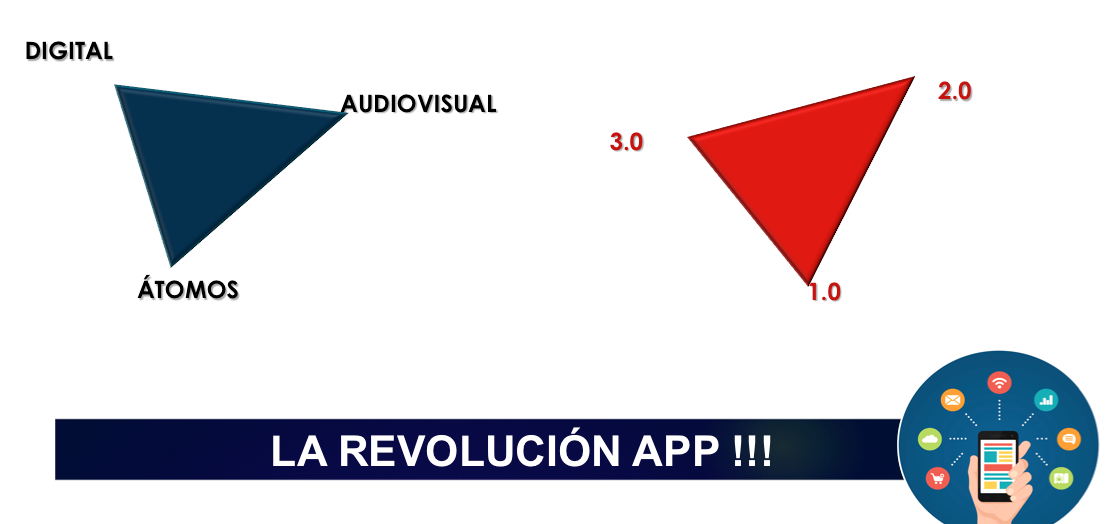 DIGITAL
AUDIOVISUAL
ÁTOMOS
2.0
3.0
1.0
LA REVOLUCIÓN APP !!!